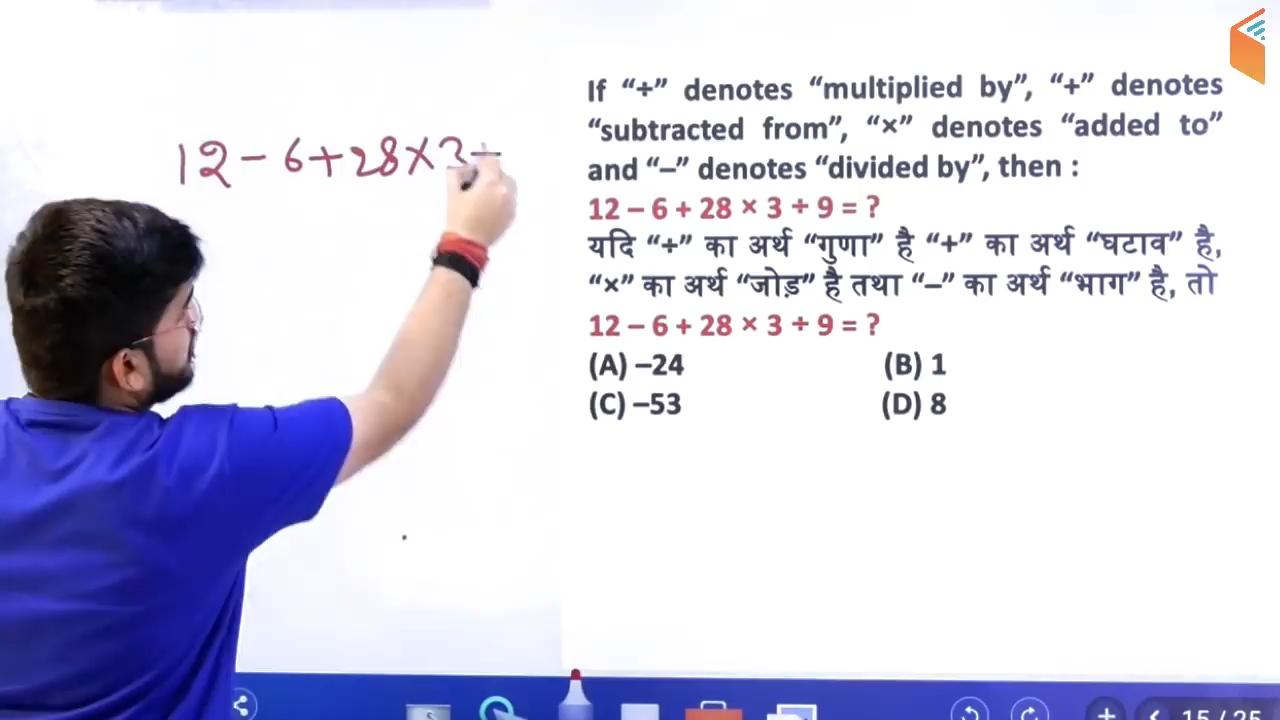 12 – 6 + 28 × 3 ÷
If “÷” denotes “multiplied by”, “+” denotes
“subtracted from”, “×” denotes “added to”
and “–” denotes “divided by”, then :
12 – 6 + 28 × 3 ÷ 9 = ?
यदि “÷” का अर्थ “गुणा” है “+” का अर्थ “घटाव” है,
“×” का अर्थ “जोड़” है तथा “–” का अर्थ “भाग” है, तो
12 – 6 + 28 × 3 ÷ 9 = ?
(A) –24 (B) 1
(C) –53 (D) 8
15 / 25